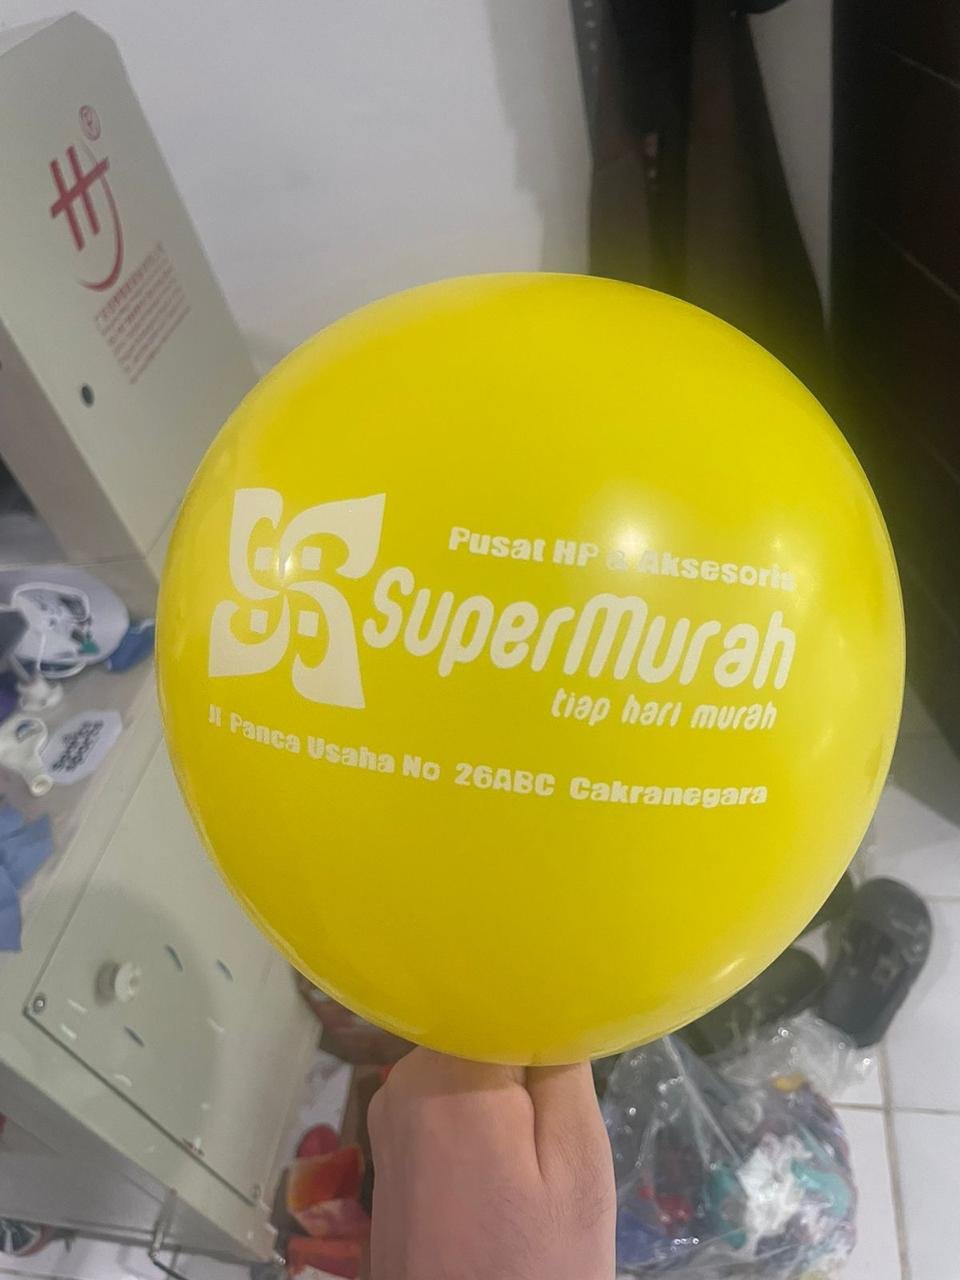 Pusat HP & Aksesoris
SuperMurah
tiap hari murah
Jl Panca Usaha No 26ABC Cakranegara
H
®